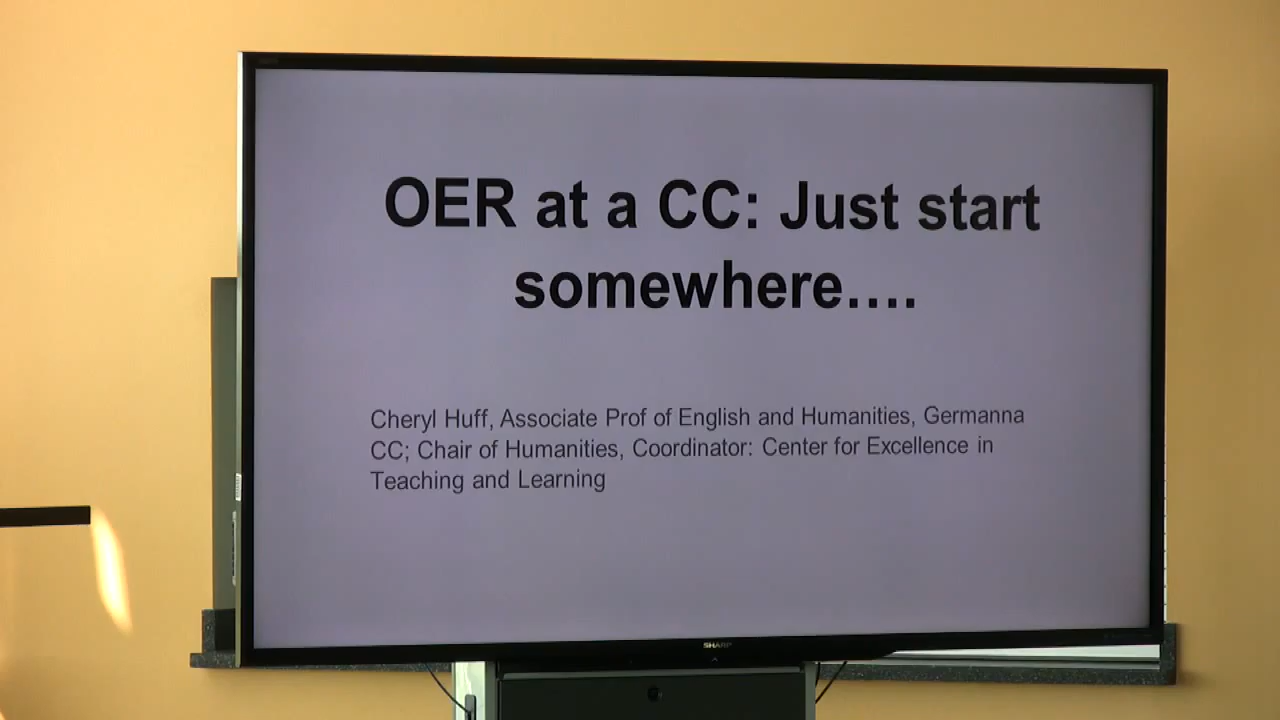 OER at a CC: Just start
somewhere....
Cheryl Huff, Associate Prof of English and Humanities, Germanna
CC; Chair of Humanities, Coordinator: Center for Excellence in
Teaching and Learning
SHARP